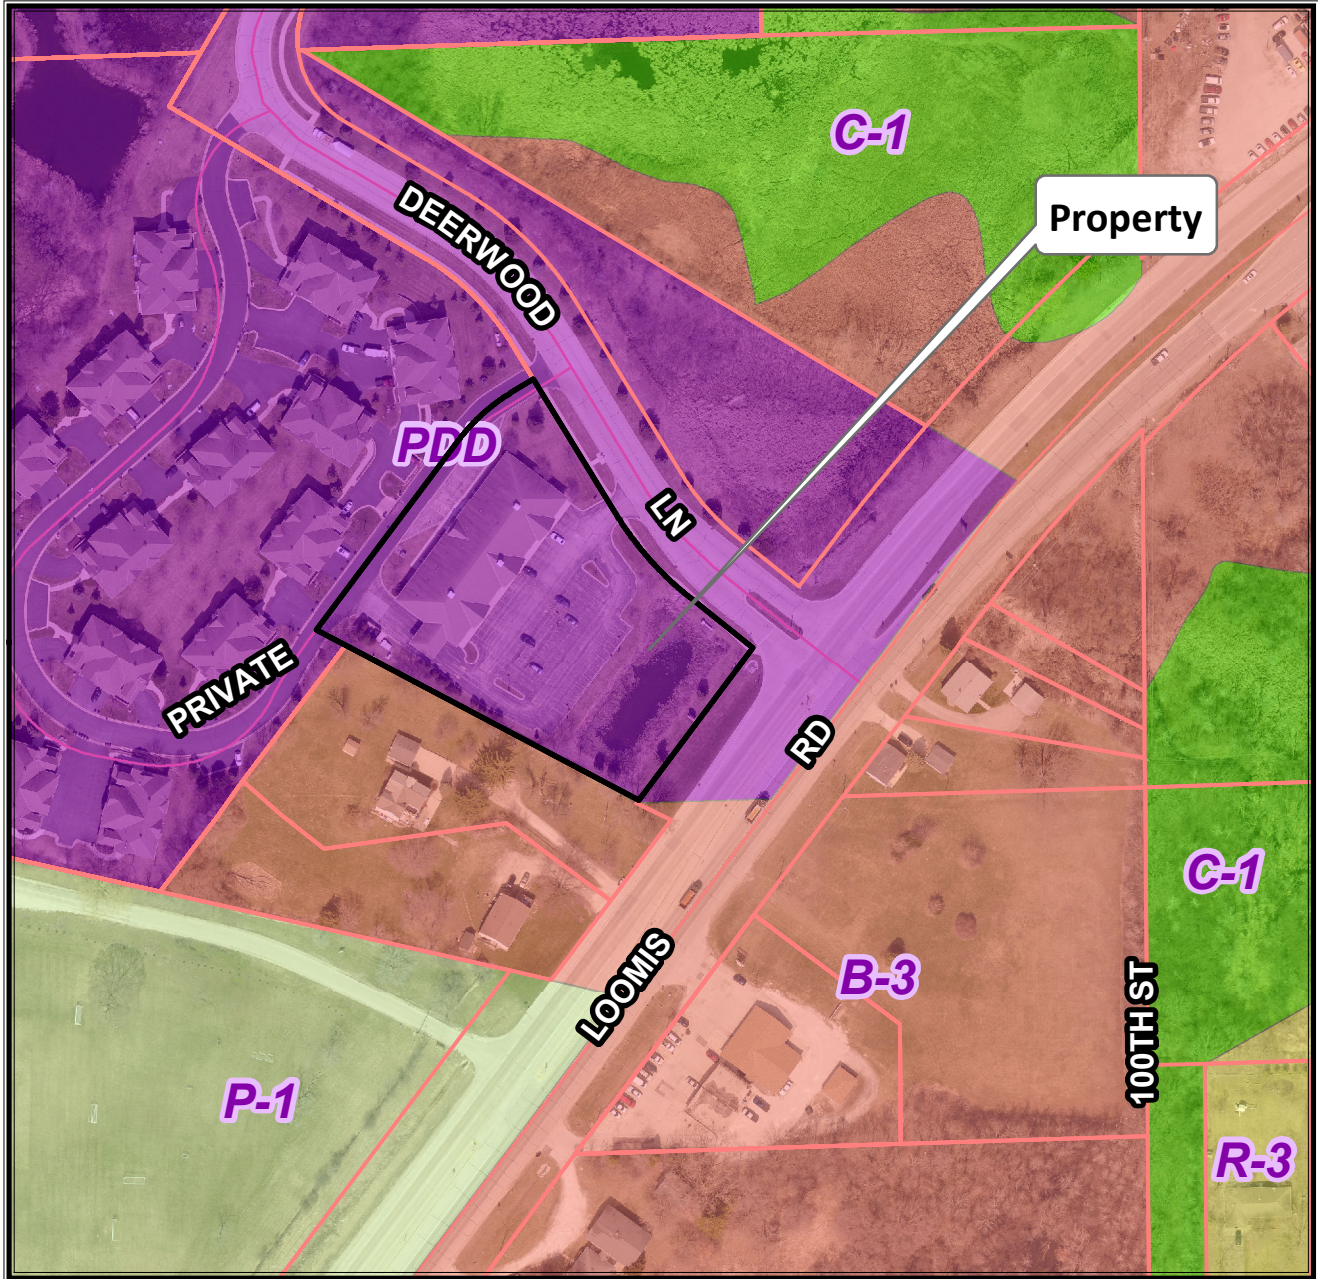 C-1
Property
DEERWOOD
LN
PDD
PRIVATE
RD
C-1
LOOMIS
B-3
100TH ST
P-1
R-3